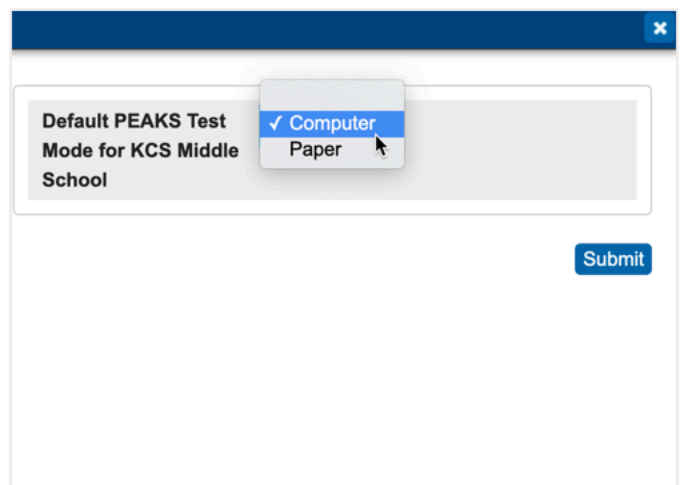 Default PEAKS Test
Mode for KCS Middle
School
✓ Computer
Paper
Submit